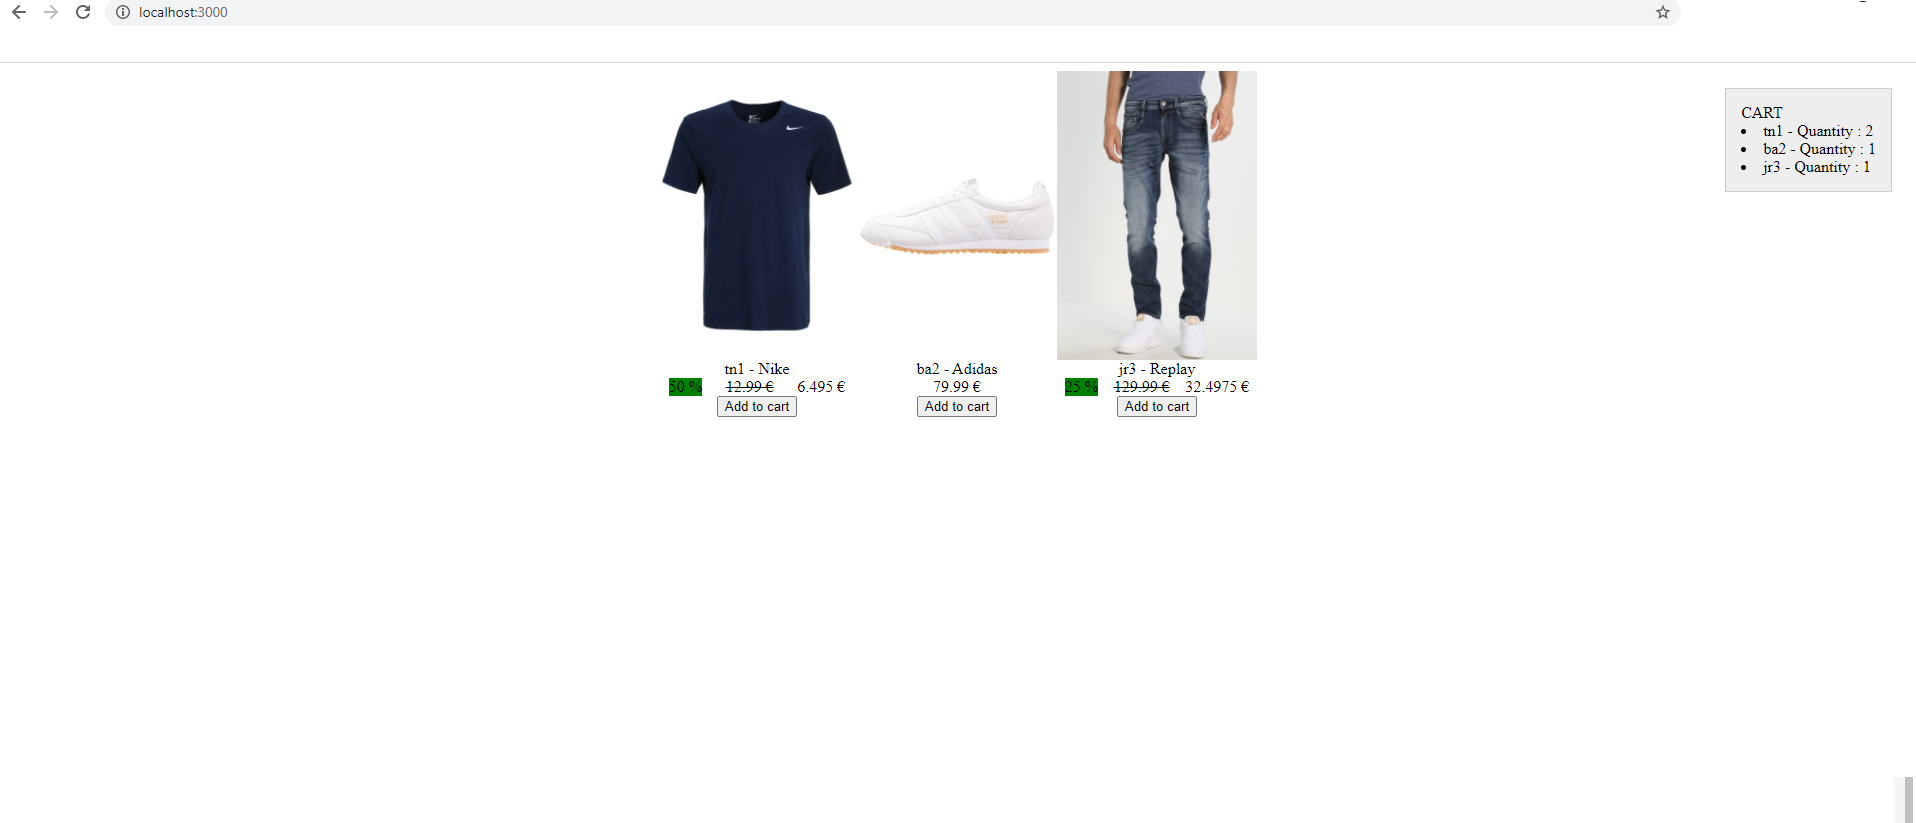 localhost:3000
CART
tn1 - Quantity : 2
ba2 - Quantity : 1
jr3 - Quantity : 1
tn1 - Nike
50 % 12.99 € 6.495 €
Add to cart
ba2 - Adidas
79.99 €
Add to cart
jr3 - Replay
25 % 129.99 € 32.4975 €
Add to cart